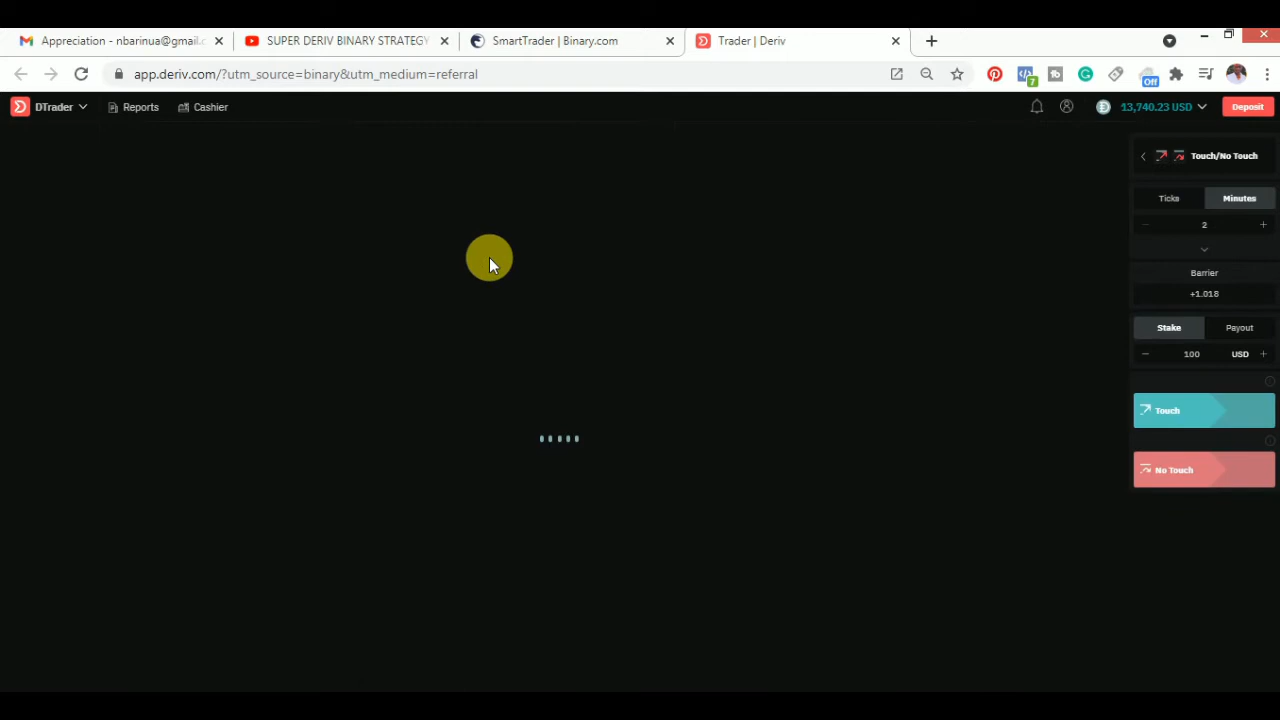 Appreciation - nbarinua@gmail.c
SUPER DERIV BINARY STRATEGY
SmartTrader | Binary.com
Trader | Deriv
app.deriv.com/?utm_source=binary&utm_medium=referral
7
Off
DTrader
Reports
Cashier
13,740.23 USD
Deposit
Touch/No Touch
Ticks
Minutes
2
Barrier
+1.018
Stake
Payout
100
USD
Touch
No Touch